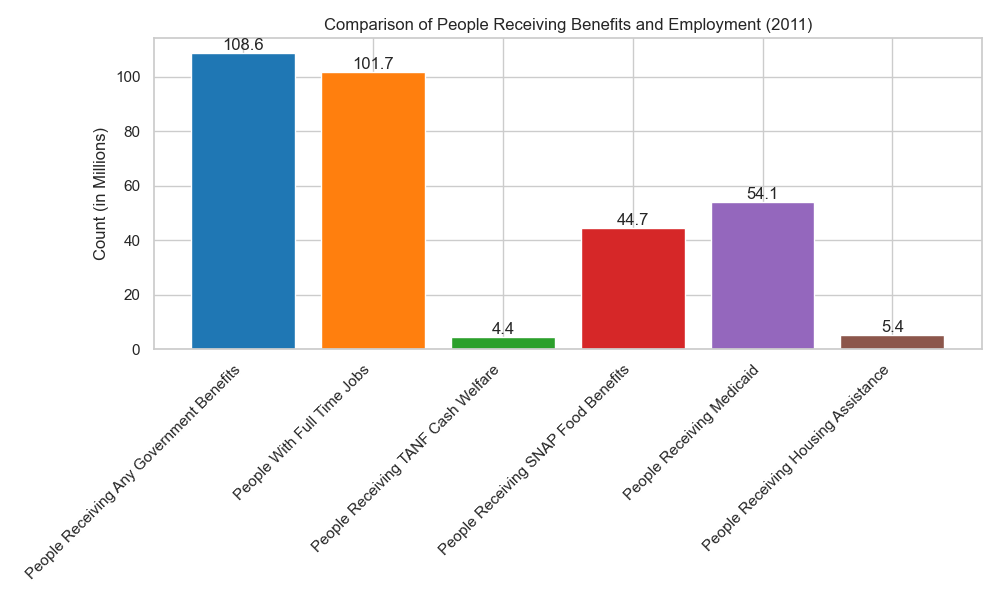 Comparison of People Receiving Benefits and Employment (2011)
Count (in Millions)
100
80
60
40
20
0
108.6
101.7
4.4
44.7
54.1
5.4
People Receiving Any Government Benefits
People With Full Time Jobs
People Receiving TANF Cash Welfare
People Receiving SNAP Food Benefits
People Receiving Medicaid
People Receiving Housing Assistance